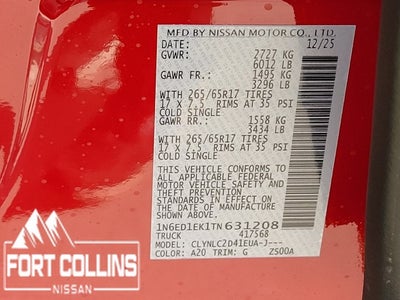 MFD BY NISSAN MOTOR CO., LTD.
DATE: 12/25
GVWR: 2727 KG
6012 LB
GAWR FR.: 1495 KG
3296 LB
WITH 265/65R17 TIRES
17 X 7.5 RIMS AT 35 PSI
COLD SINGLE
GAWR RR.: 1558 KG
3434 LB
WITH 265/65R17 TIRES
17 X 7.5 RIMS AT 35 PSI
COLD SINGLE
THIS VEHICLE CONFORMS TO
ALL APPLICABLE FEDERAL
MOTOR VEHICLE SAFETY
AND THEFT PREVENTION
STANDARDS IN EFFECT ON
THE DATE OF MANUFACTURE
SHOWN ABOVE.
1N6ED1EK1TN631208
TRUCK 417568
MODEL: CLYNLC2D41EUA-J---
COLOR: A20 TRIM: G Z500A
FORT COLLINS
NISSAN